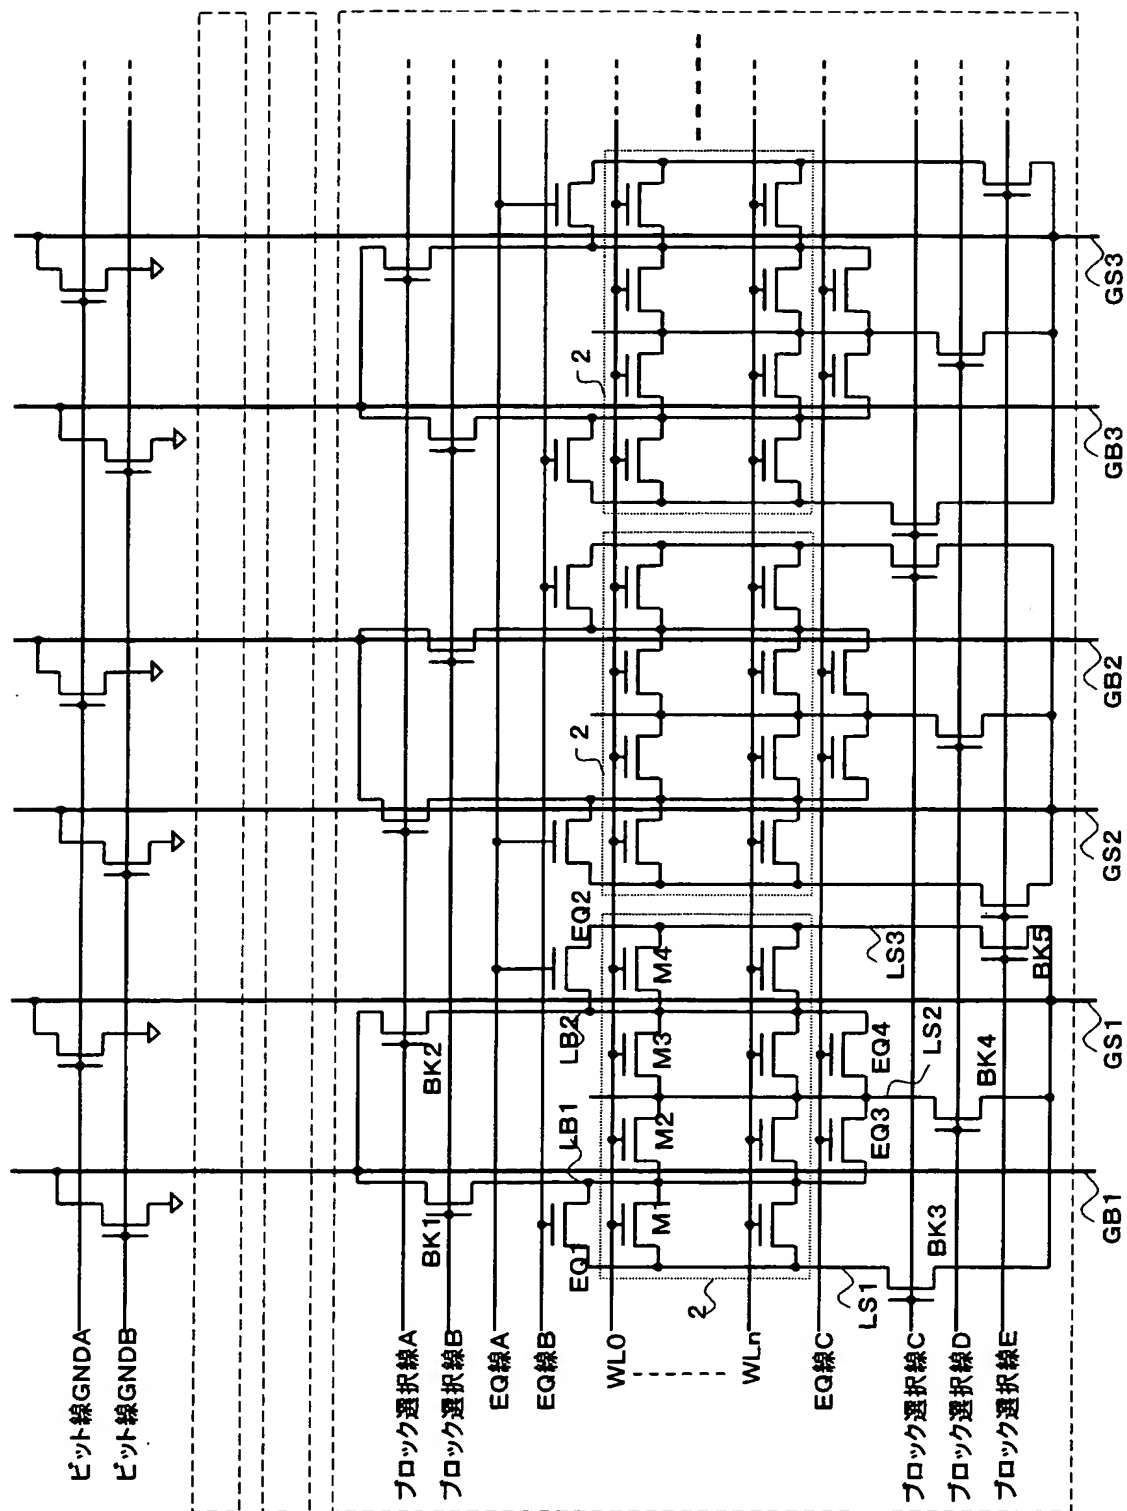 ビット線GNDA
ビット線GNDB
ブロック選択線A
ブロック選択線B
EQ線A
EQ線B
WL0
WLn
EQ線C
ブロック選択線C
ブロック選択線D
ブロック選択線E
BK1
BK2
EQ1
LB1
LB2
EQ2
M1
M2
M3
M4
2
2
2
EQ3
EQ4
LS1
LS2
LS3
BK3
BK4
BK5
GB1
GS1
GS2
GB2
GB3
GS3